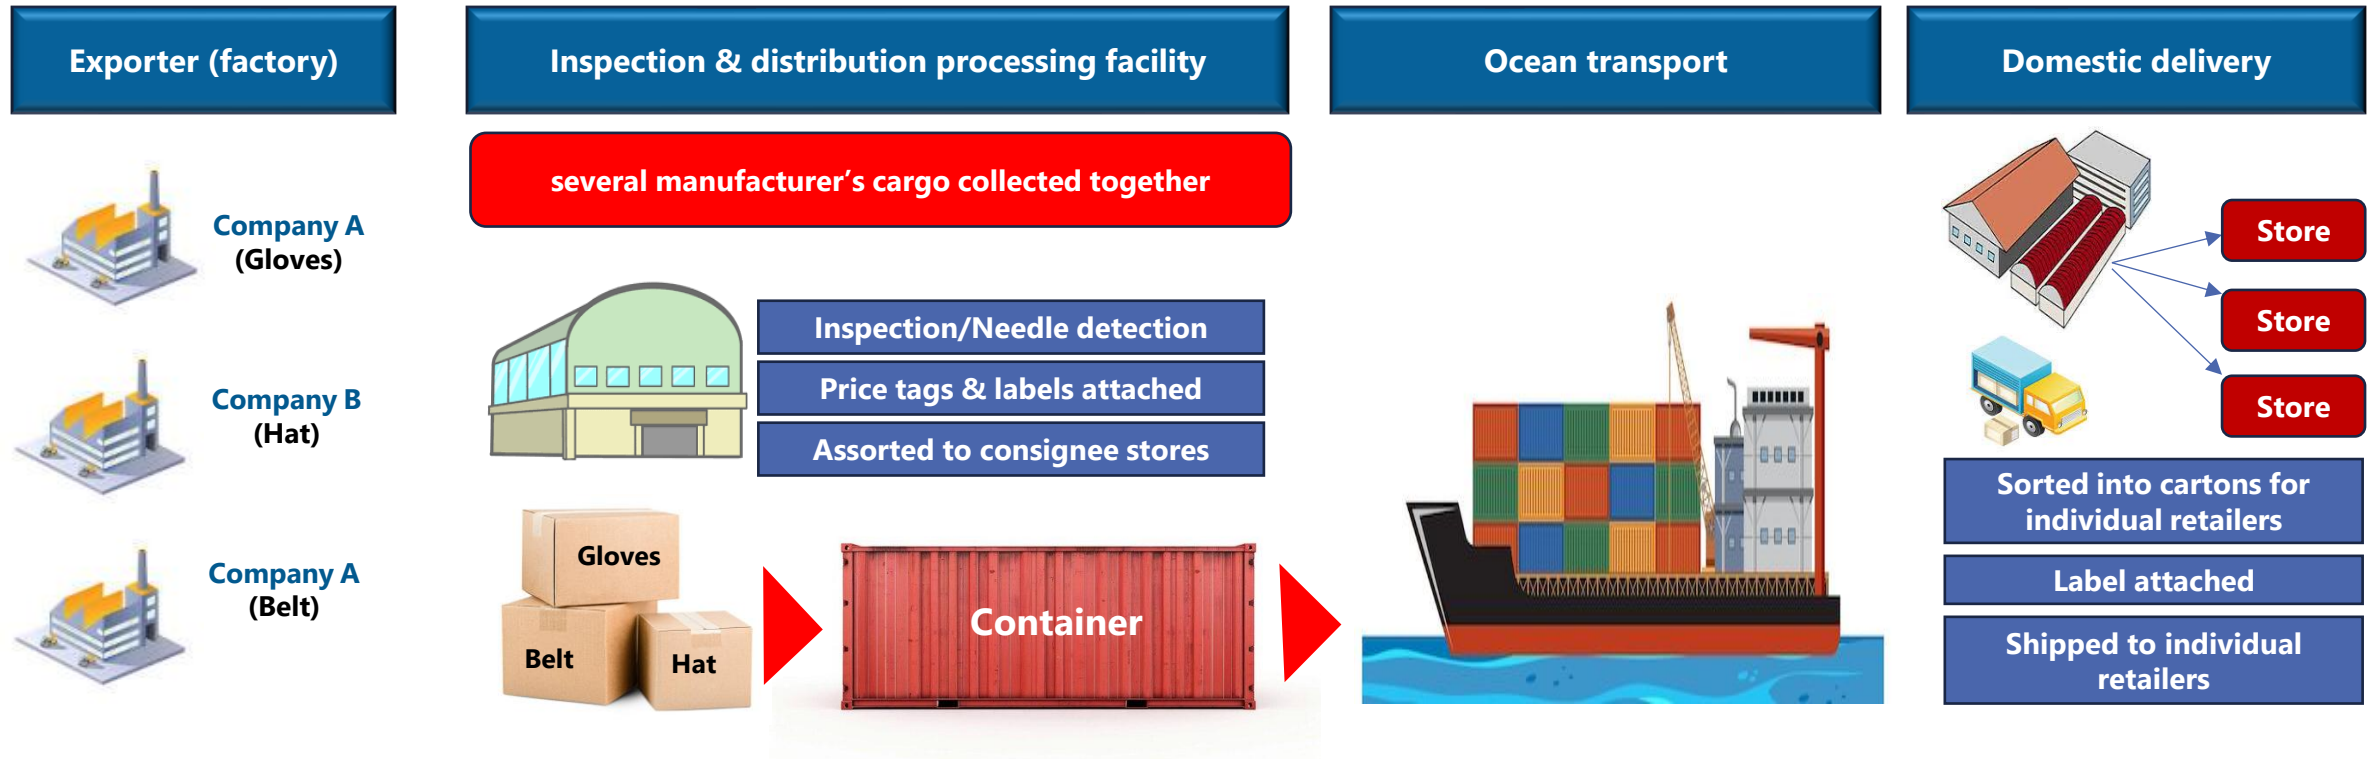 Exporter (factory)
Inspection & distribution processing facility
Ocean transport
Domestic delivery
Company A
(Gloves)
Company B
(Hat)
Company A
(Belt)
several manufacturer’s cargo collected together
Inspection/Needle detection
Price tags & labels attached
Assorted to consignee stores
Gloves
Belt
Hat
Container
Store
Store
Store
Sorted into cartons for
individual retailers
Label attached
Shipped to individual
retailers